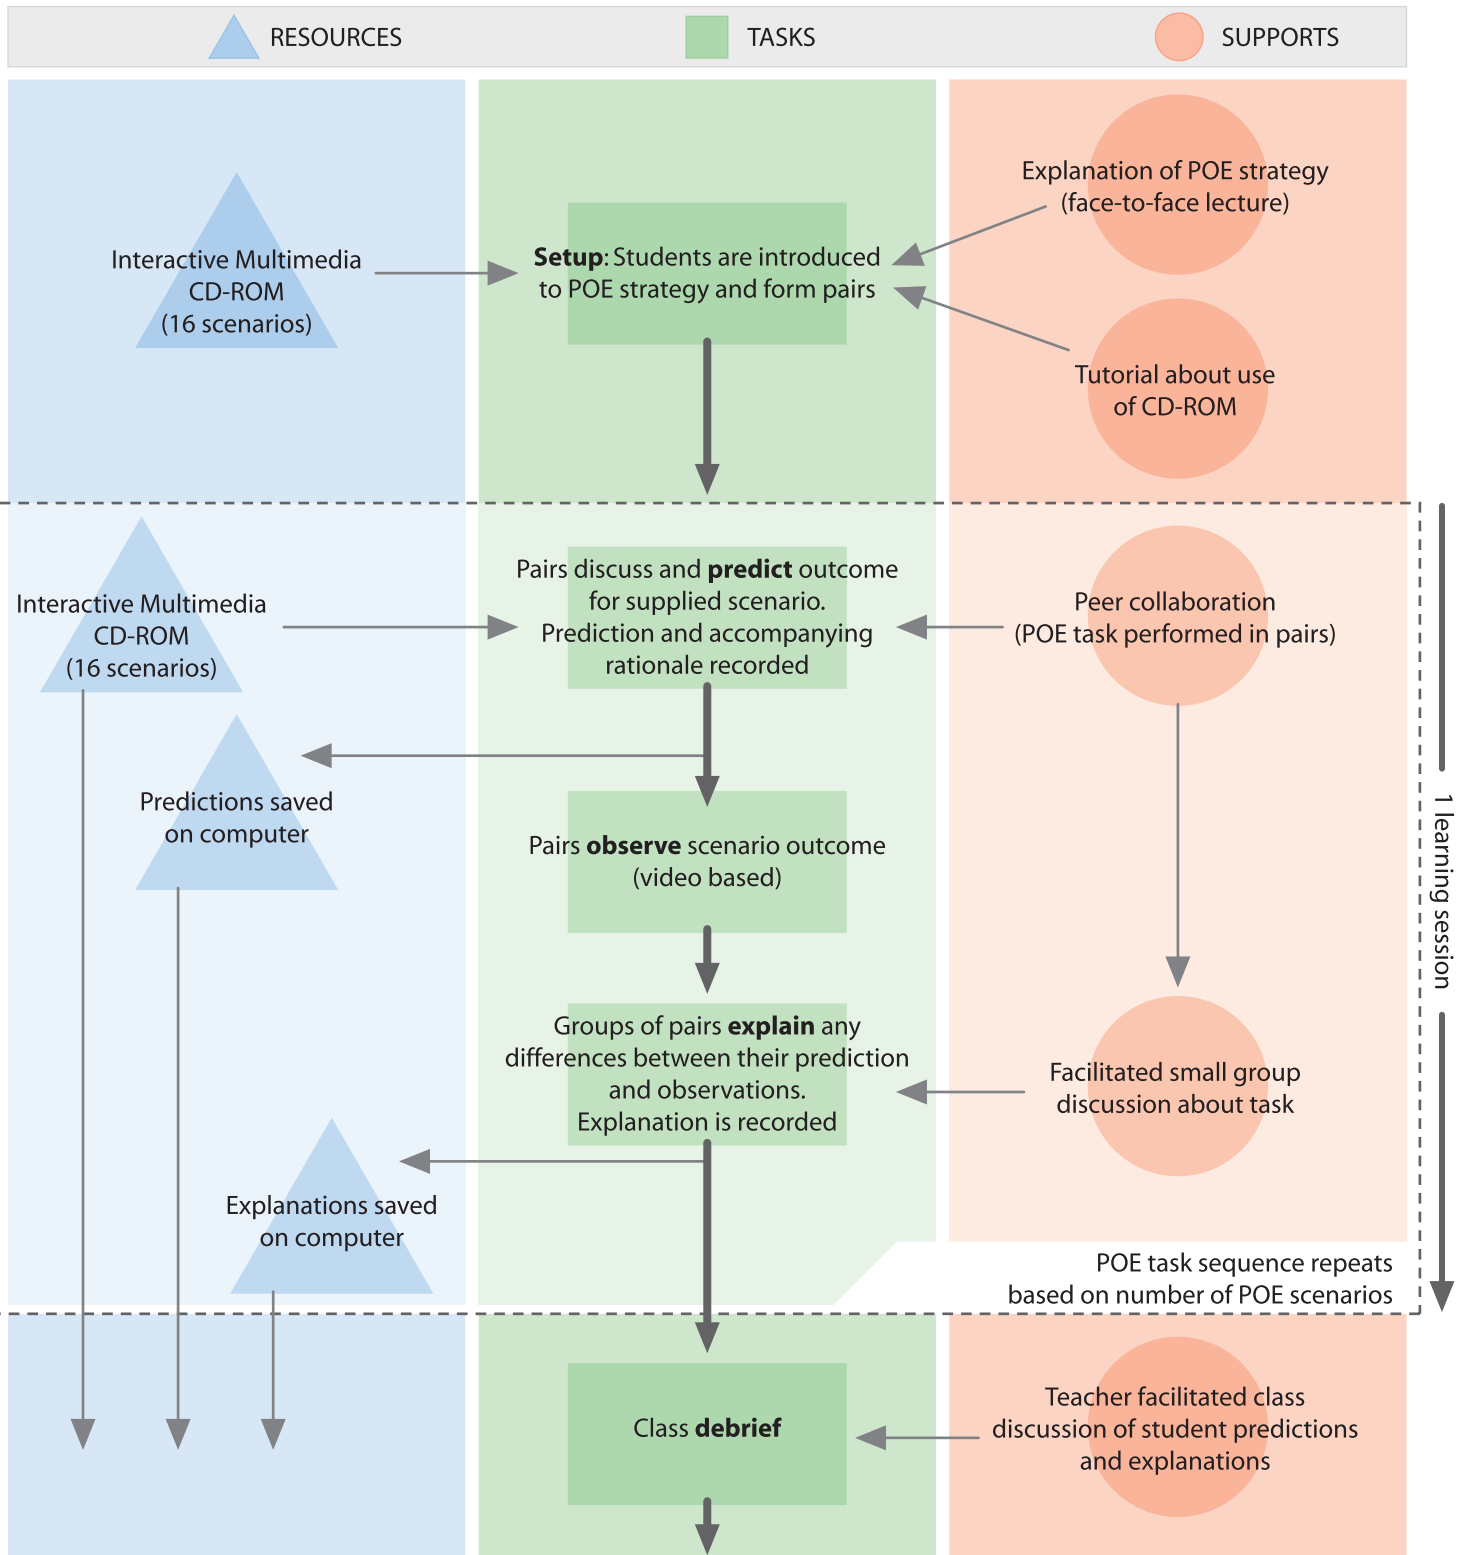 RESOURCES
TASKS
SUPPORTS
Interactive Multimedia
CD-ROM
(16 scenarios)
Setup: Students are introduced
to POE strategy and form pairs
Explanation of POE strategy
(face-to-face lecture)
Tutorial about use
of CD-ROM
Interactive Multimedia
CD-ROM
(16 scenarios)
Pairs discuss and predict outcome
for supplied scenario.
Prediction and accompanying
rationale recorded
Peer collaboration
(POE task performed in pairs)
Predictions saved
on computer
Pairs observe scenario outcome
(video based)
1 learning session
Groups of pairs explain any
differences between their prediction
and observations.
Explanation is recorded
Facilitated small group
discussion about task
Explanations saved
on computer
POE task sequence repeats
based on number of POE scenarios
Class debrief
Teacher facilitated class
discussion of student predictions
and explanations